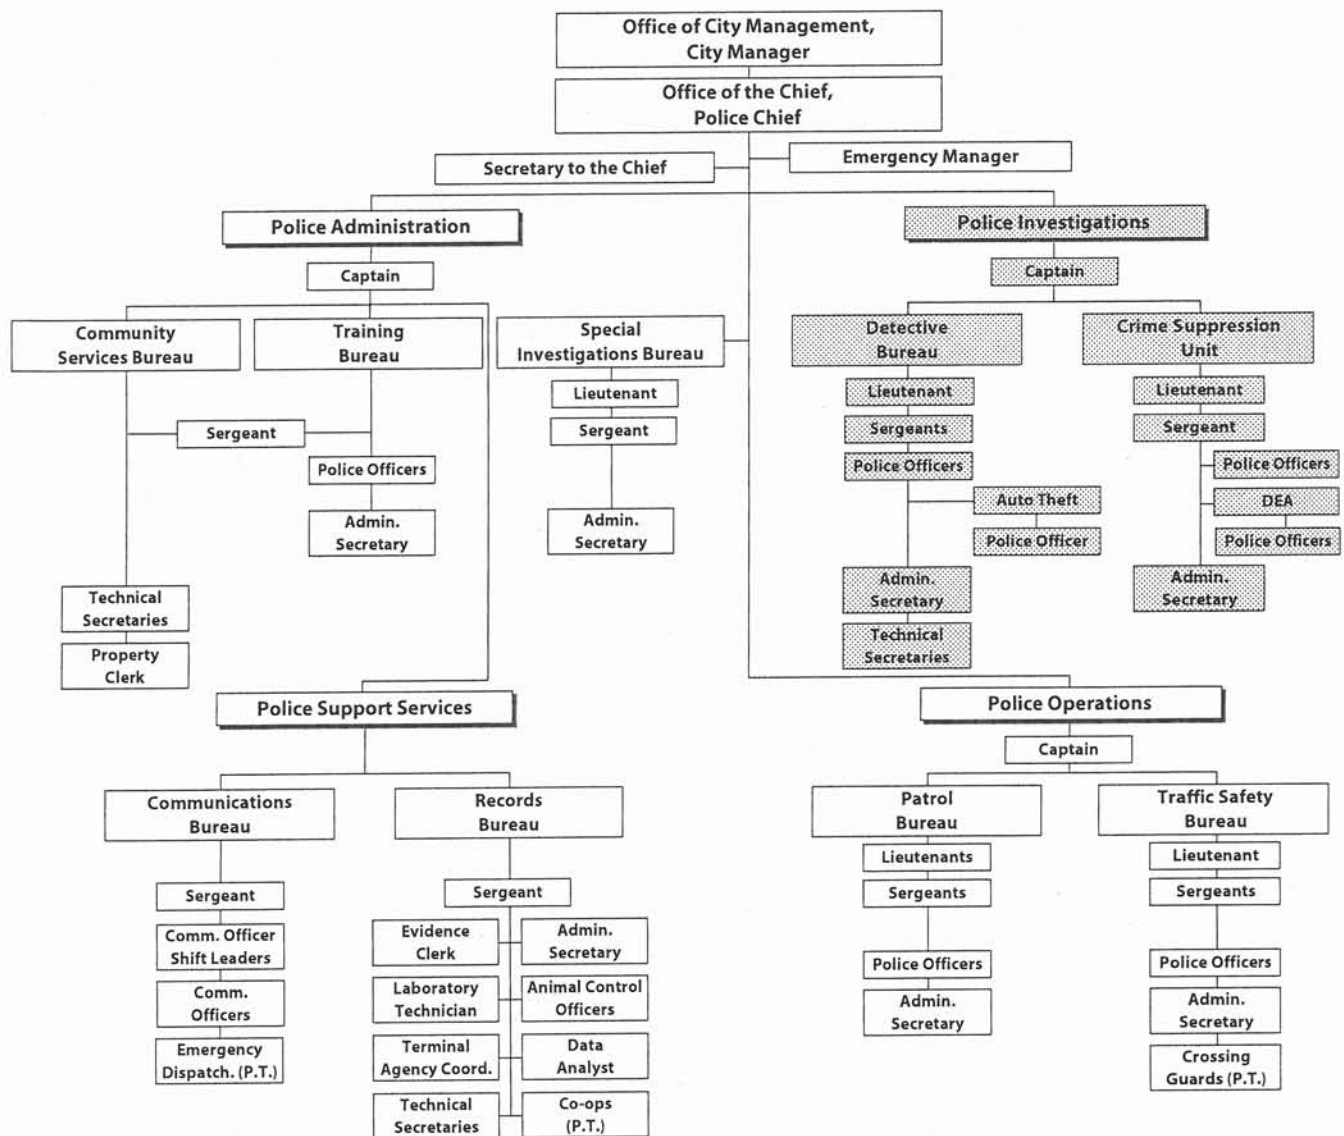 Office of City Management,
City Manager
Office of the Chief,
Police Chief
Secretary to the Chief
Emergency Manager
Police Administration
Captain
Community
Services Bureau
Training
Bureau
Sergeant
Police Officers
Admin.
Secretary
Technical
Secretaries
Property
Clerk
Special
Investigations Bureau
Lieutenant
Sergeant
Admin.
Secretary
Police Investigations
Captain
Detective
Bureau
Lieutenant
Sergeants
Police Officers
Auto Theft
Police Officer
Admin.
Secretary
Technical
Secretaries
Crime Suppression
Unit
Lieutenant
Sergeant
Police Officers
DEA
Police Officers
Admin.
Secretary
Police Support Services
Communications
Bureau
Sergeant
Comm. Officer
Shift Leaders
Comm.
Officers
Emergency
Dispatch. (P.T.)
Records
Bureau
Sergeant
Evidence
Clerk
Admin.
Secretary
Laboratory
Technician
Animal Control
Officers
Terminal
Agency Coord.
Data
Analyst
Technical
Secretaries
Co-ops
(P.T.)
Police Operations
Captain
Patrol
Bureau
Lieutenants
Sergeants
Police Officers
Admin.
Secretary
Traffic Safety
Bureau
Lieutenant
Sergeants
Police Officers
Admin.
Secretary
Crossing
Guards (P.T.)